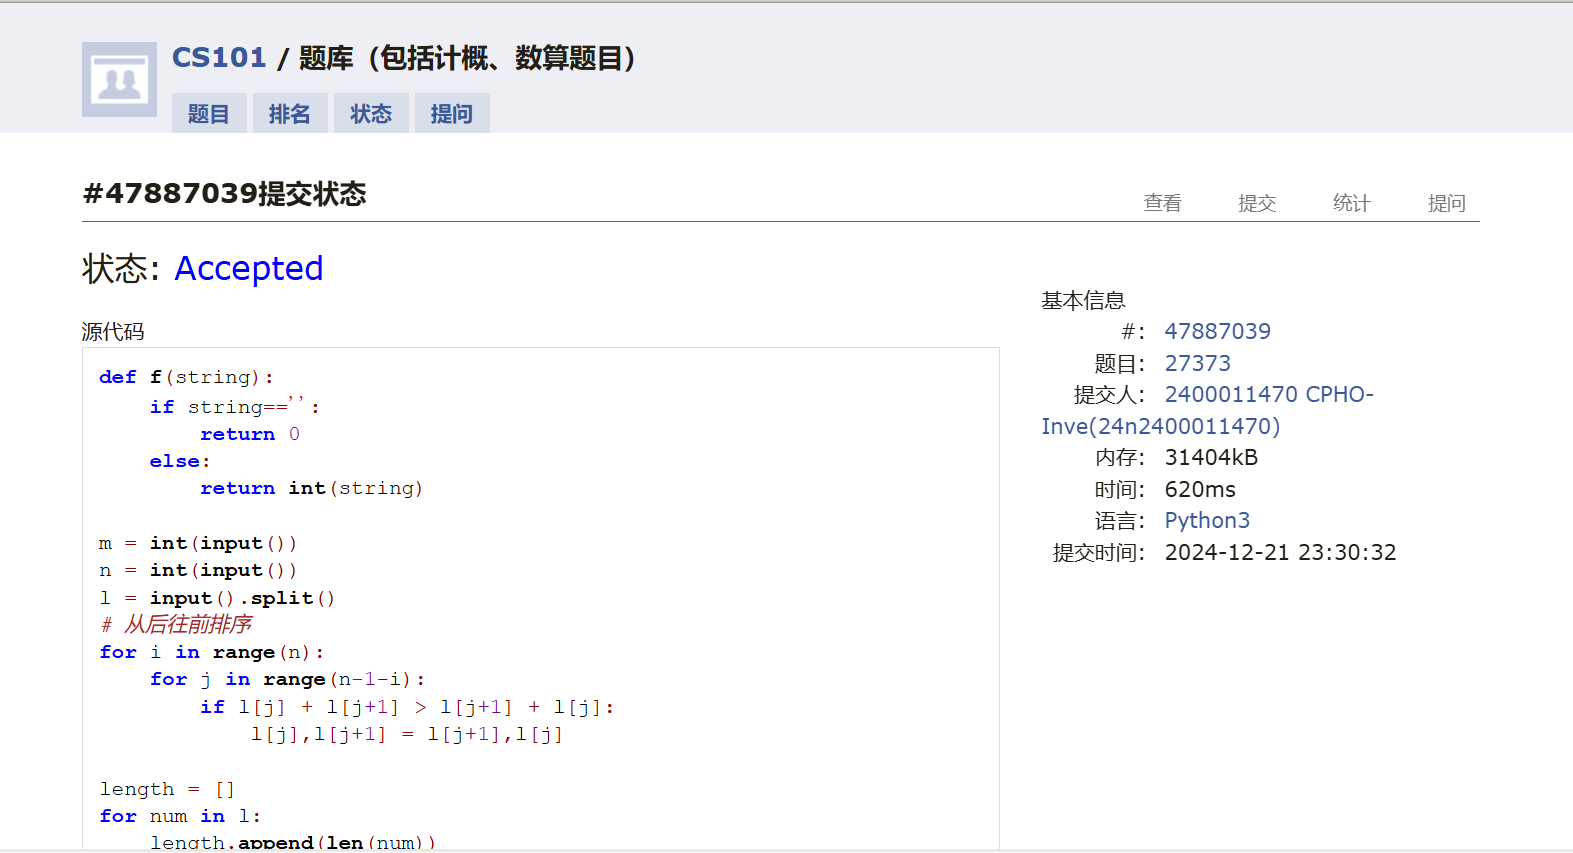 CS101 / 题库（包括计概、数算题目）
题目 排名 状态 提问
#47887039提交状态
查看 提交 统计 提问
状态: Accepted
源代码
def f(string):
    if string=='':
        return 0
    else:
        return int(string)
m = int(input())
n = int(input())
l = input().split()
# 从后往前排序
for i in range(n):
    for j in range(n-1-i):
        if l[j] + l[j+1] > l[j+1] + l[j]:
            l[j],l[j+1] = l[j+1],l[j]
length = []
for num in l:
    length.append(len(num))
基本信息
#: 47887039
题目: 27373
提交人: 2400011470 CPHO-
Inve(24n2400011470)
内存: 31404kB
时间: 620ms
语言: Python3
提交时间: 2024-12-21 23:30:32